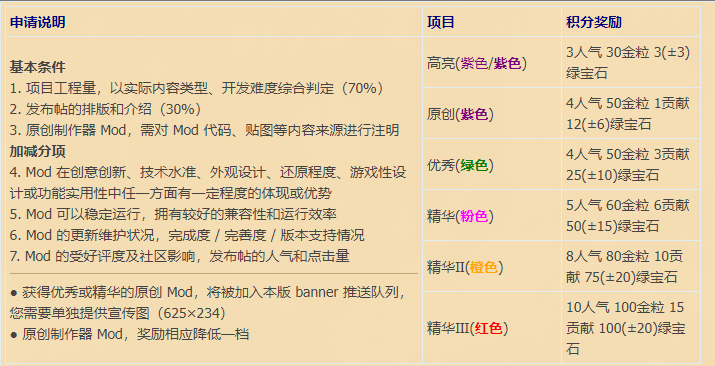 申请说明
基本条件
1. 项目工程量，以实际内容类型、开发难度综合判定（70%）
2. 发布帖的排版和介绍（30%）
3. 原创制作器 Mod，需对 Mod 代码、贴图等内容来源进行注明
加减分项
4. Mod 在创意创新、技术水准、外观设计、还原程度、游戏性设
计或功能实用性中任一方面有一定程度的体现或优势
5. Mod 可以稳定运行，拥有较好的兼容性和运行效率
6. Mod 的更新维护状况，完成度 / 完善度 / 版本支持情况
7. Mod 的受好评度及社区影响，发布帖的人气和点击量
● 获得优秀或精华的原创 Mod，将被加入本版 banner 推送队列，
您需要单独提供宣传图（625×234）
● 原创制作器 Mod，奖励相应降低一档
项目
积分奖励
高亮(紫色/紫色)
3人气 30金粒 3(±3)
绿宝石
原创(紫色)
4人气 50金粒 1贡献
12(±6)绿宝石
优秀(绿色)
4人气 50金粒 3贡献
25(±10)绿宝石
精华(粉色)
5人气 60金粒 6贡献
50(±15)绿宝石
精华II(橙色)
8人气 80金粒 10贡
献 75(±20)绿宝石
精华III(红色)
10人气 100金粒 15
贡献 100(±20)绿宝
石